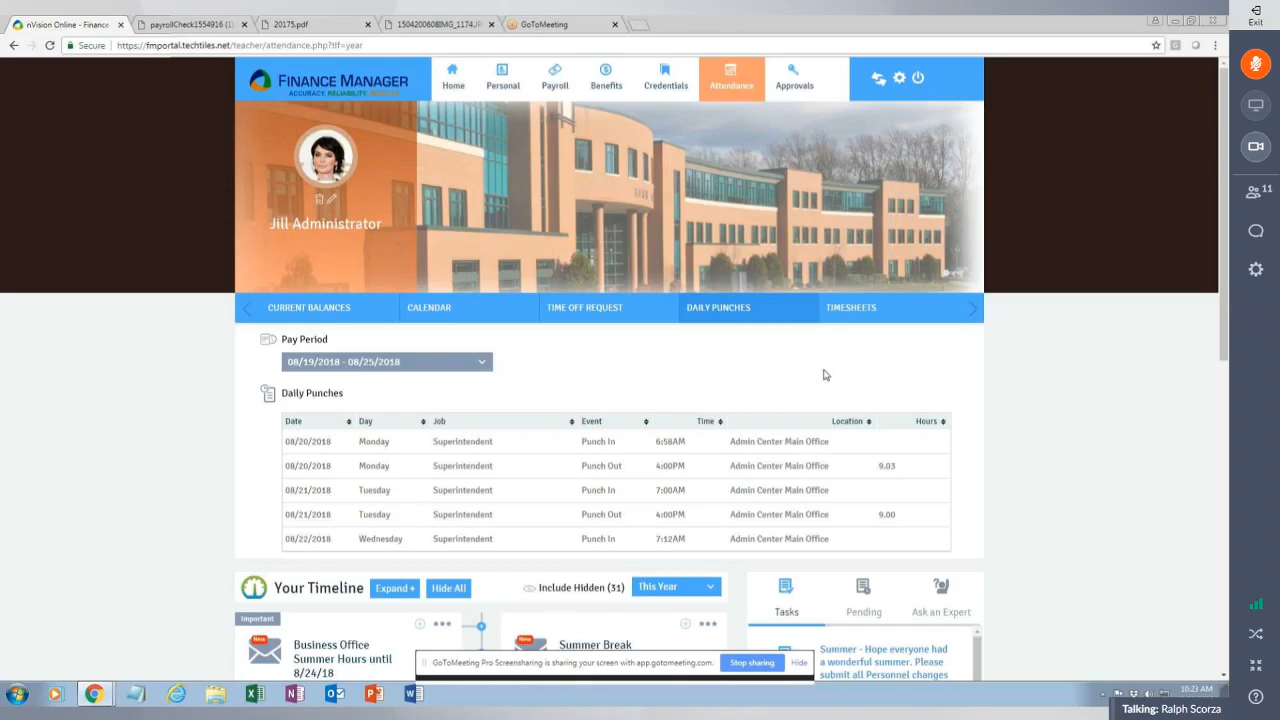 nVision Online - Finance
payrollCheck1554916 (1)
20175.pdf
1504200608IMG_1174.JP
GoToMeeting
Exit
Secure https://fmportal.techtiles.net/teacher/attendance.php?tlf=year
FINANCE MANAGER
ACCURACY. RELIABILITY. RESULTS.
Home
Personal
Payroll
Benefits
Credentials
Attendance
Approvals
11
Jill Administrator
CURRENT BALANCES
CALENDAR
TIME OFF REQUEST
DAILY PUNCHES
TIMESHEETS
Pay Period
08/19/2018 - 08/25/2018
Daily Punches
Date Day Job Event Time Location Hours
08/20/2018 Monday Superintendent Punch In 6:58AM Admin Center Main Office
08/20/2018 Monday Superintendent Punch Out 4:00PM Admin Center Main Office 9.03
08/21/2018 Tuesday Superintendent Punch In 7:00AM Admin Center Main Office
08/21/2018 Tuesday Superintendent Punch Out 4:00PM Admin Center Main Office 9.00
08/22/2018 Wednesday Superintendent Punch In 7:12AM Admin Center Main Office
Your Timeline
Expand +
Hide All
Include Hidden (31)
This Year
Tasks
Pending
Ask an Expert
Important
New
Business Office
Summer Hours until
8/24/18
New
Summer Break
Summer - Hope everyone had
a wonderful summer. Please
submit all Personnel changes
GoToMeeting Pro Screensharing is sharing your screen with app.gotomeeting.com.
Stop sharing
Hide
10:23 AM
Talking: Ralph Scorza